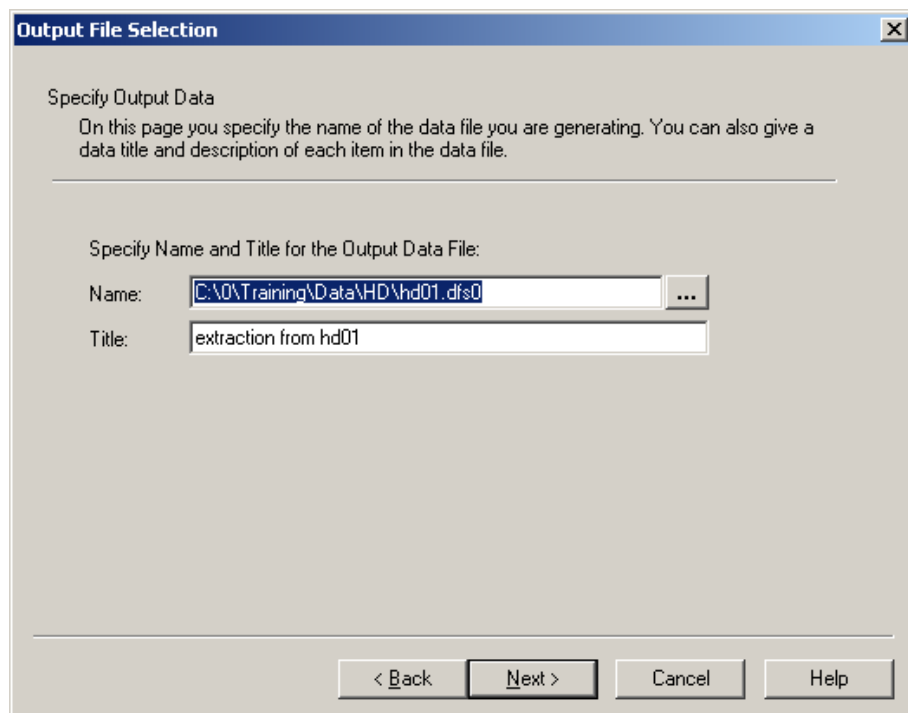 Output File Selection
Specify Output Data
On this page you specify the name of the data file you are generating. You can also give a
data title and description of each item in the data file.
Specify Name and Title for the Output Data File:
Name: C:\0\Training\Data\HD\hd01.dfs0 ...
Title: extraction from hd01
< Back Next > Cancel Help